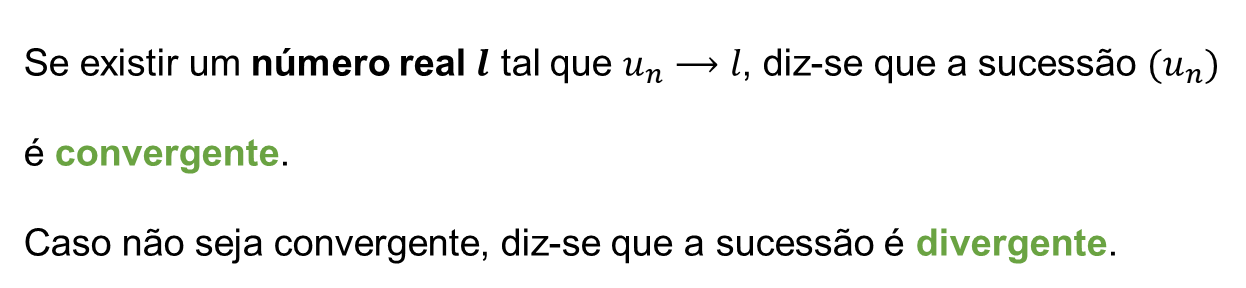 Se existir um número real l tal que uₙ ⟶ l, diz-se que a sucessão (uₙ)
é convergente.
Caso não seja convergente, diz-se que a sucessão é divergente.